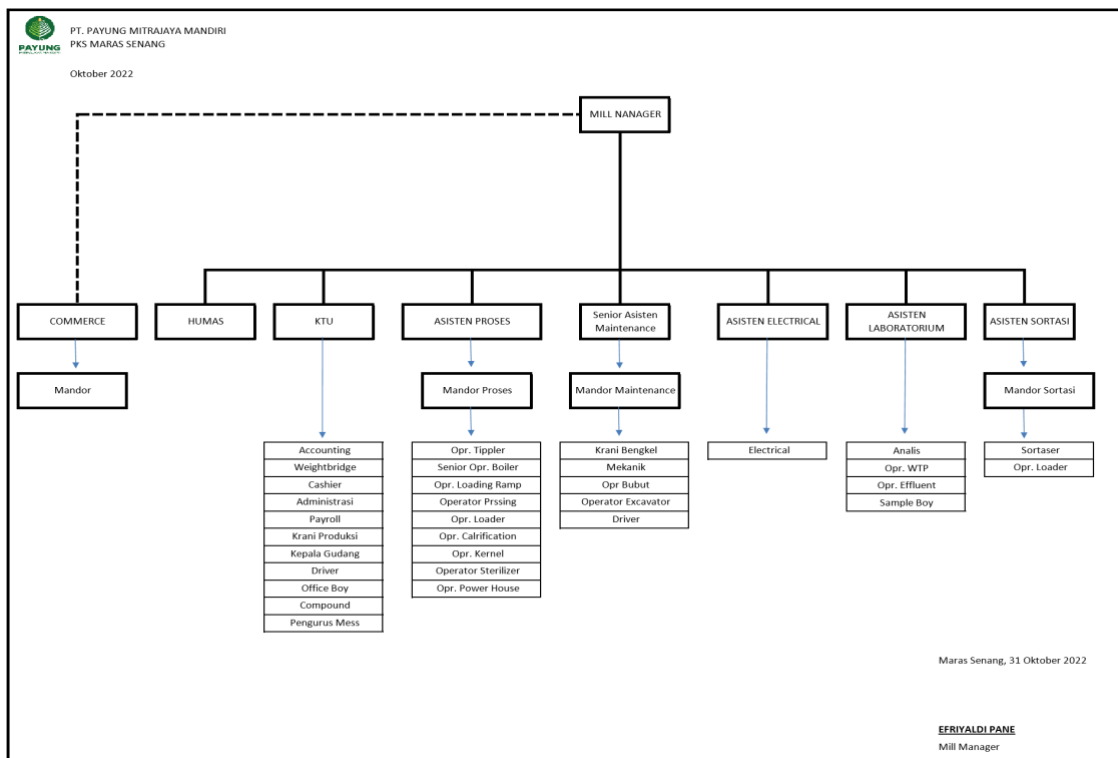 PT. PAYUNG MITRAJAYA MANDIRI
PKS MARAS SENANG
PAYUNG
Oktober 2022
MILL NANAGER
COMMERCE
HUMAS
KTU
ASISTEN PROSES
Senior Asisten
Maintenance
ASISTEN ELECTRICAL
ASISTEN
LABORATORIUM
ASISTEN SORTASI
Mandor
Mandor Proses
Mandor Maintenance
Mandor Sortasi
Accounting
Weightbridge
Cashier
Administrasi
Payroll
Krani Produksi
Kepala Gudang
Driver
Office Boy
Compound
Pengurus Mess
Opr. Tippler
Senior Opr. Boiler
Opr. Loading Ramp
Operator Prssing
Opr. Loader
Opr. Calrification
Opr. Kernel
Operator Sterilizer
Opr. Power House
Krani Bengkel
Mekanik
Opr Bubut
Operator Excavator
Driver
Electrical
Analis
Opr. WTP
Opr. Effluent
Sample Boy
Sortaser
Opr. Loader
Maras Senang, 31 Oktober 2022
EFRIYALDI PANE
Mill Manager